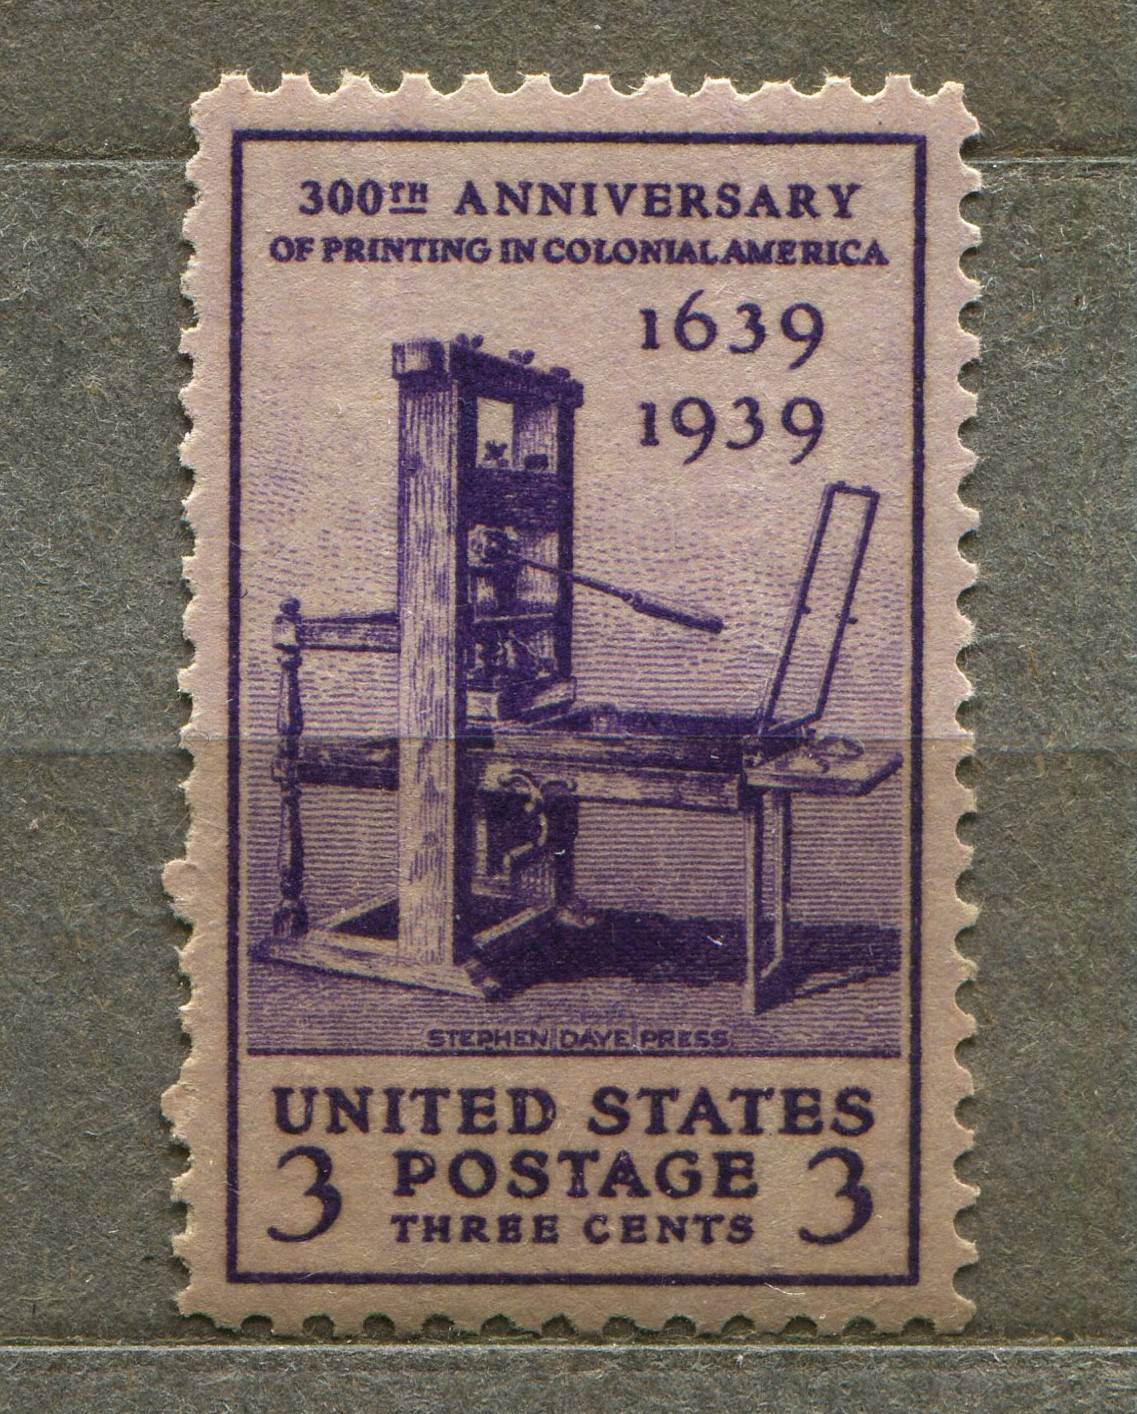 300TH ANNIVERSARY
OF PRINTING IN COLONIAL AMERICA
1639
1939
STEPHEN DAYE PRESS
UNITED STATES
3 POSTAGE 3
THREE CENTS